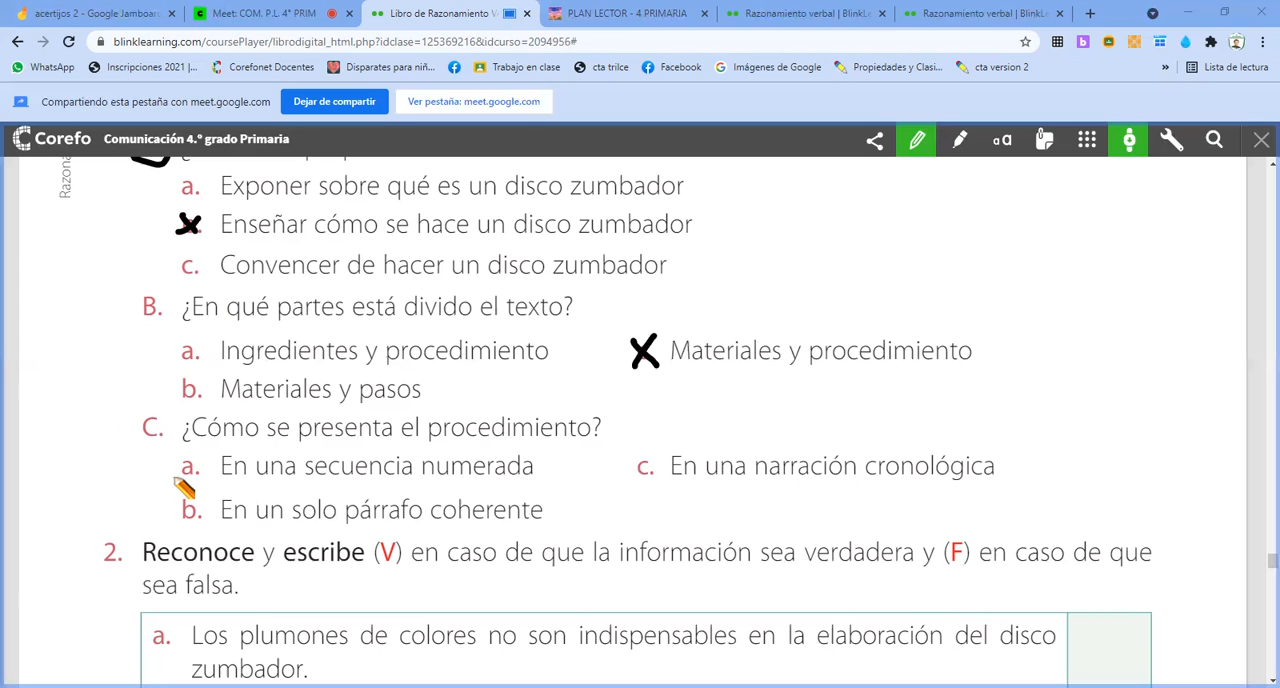 acertijos 2 - Google Jamboard
Meet: COM. P.L. 4° PRIM
Libro de Razonamiento V
PLAN LECTOR - 4 PRIMARIA
Razonamiento verbal | BlinkLe
Razonamiento verbal | BlinkLe
blinklearning.com/coursePlayer/librodigital_html.php?idclase=125369216&idcurso=2094956#
WhatsApp
Inscripciones 2021 |...
Corefonet Docentes
Disparates para niñ...
Trabajo en clase
cta trilce
Facebook
Imágenes de Google
Propiedades y Clasi...
cta version 2
»
Lista de lectura
Compartiendo esta pestaña con meet.google.com
Dejar de compartir
Ver pestaña: meet.google.com
Corefo
Comunicación 4.° grado Primaria
aa
Razona
a. Exponer sobre qué es un disco zumbador
Enseñar cómo se hace un disco zumbador
c. Convencer de hacer un disco zumbador
B. ¿En qué partes está divido el texto?
a. Ingredientes y procedimiento
Materiales y procedimiento
b. Materiales y pasos
C. ¿Cómo se presenta el procedimiento?
a. En una secuencia numerada
c. En una narración cronológica
b. En un solo párrafo coherente
2. Reconoce y escribe (V) en caso de que la información sea verdadera y (F) en caso de que
sea falsa.
a. Los plumones de colores no son indispensables en la elaboración del disco
zumbador.